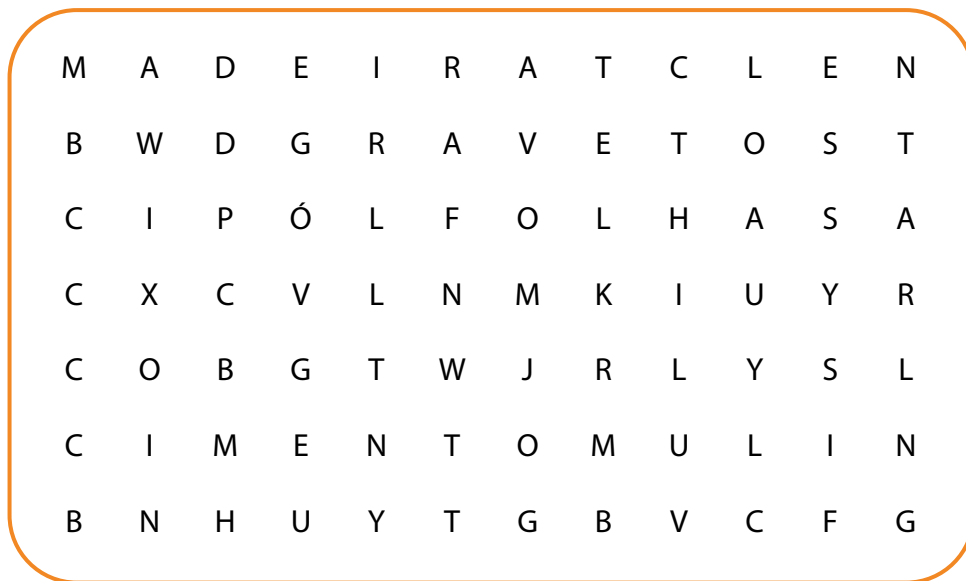 M A D E I R A T C L E N
B W D G R A V E T O S T
C I P Ó L F O L H A S A
C X C V L N M K I U Y R
C O B G T W J R L Y S L
C I M E N T O M U L I N
B N H U Y T G B V C F G